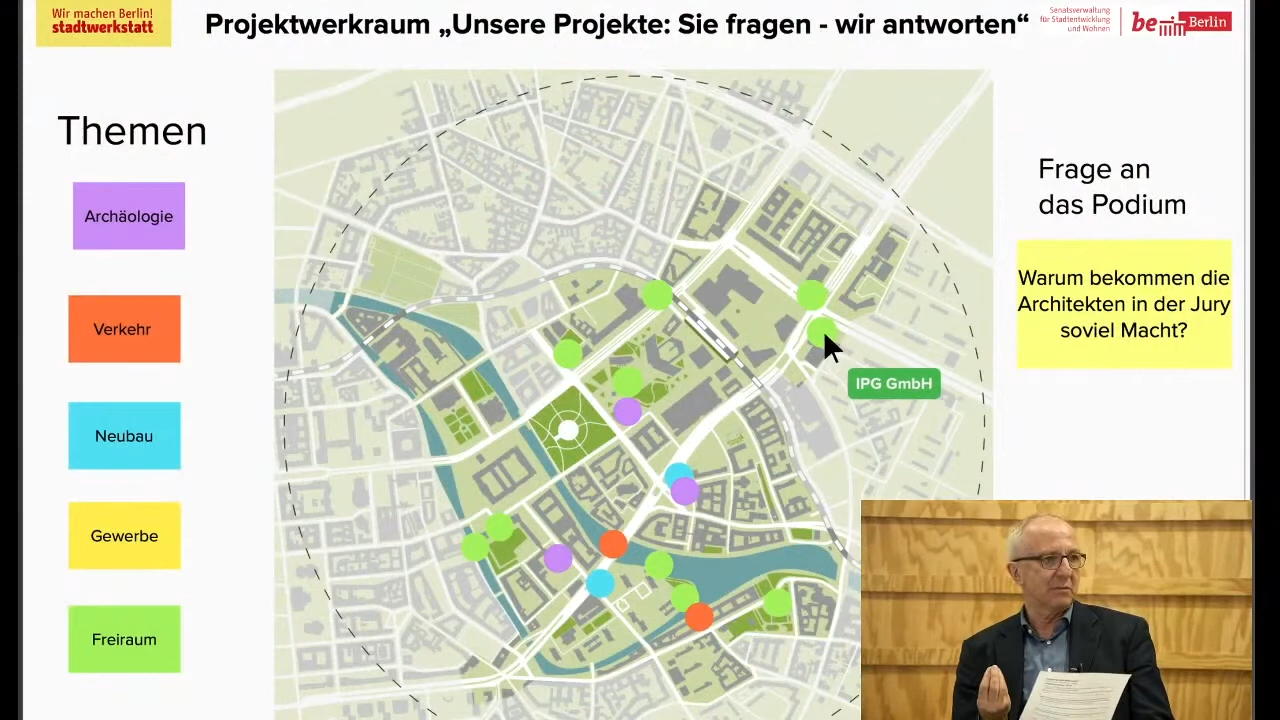 Wir machen Berlin!
stadtwerkstatt
Projektwerkraum „Unsere Projekte: Sie fragen - wir antworten“
Senatsverwaltung
für Stadtentwicklung
und Wohnen
be
Berlin
Themen
Archäologie
Verkehr
Neubau
Gewerbe
Freiraum
IPG GmbH
Frage an
das Podium
Warum bekommen die
Architekten in der Jury
soviel Macht?